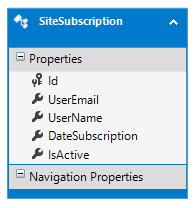 SiteSubscription
Properties
Id
UserEmail
UserName
DateSubscription
IsActive
Navigation Properties